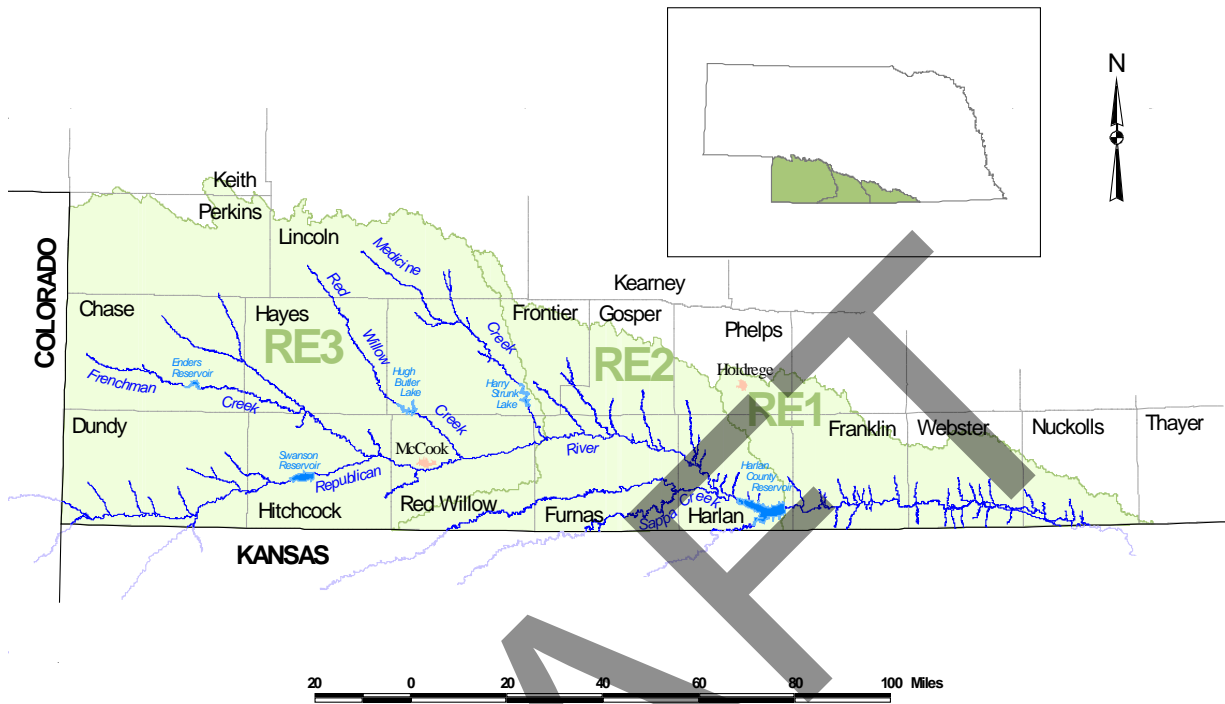 N
Keith
Perkins
Lincoln
COLORADO
Medicine
Creek
Red
Willow
Creek
Kearney
Chase
Hayes
Frontier
Gosper
Phelps
RE3
RE2
RE1
Holdrege
Enders
Reservoir
Hugh
Butler
Lake
Harry
Strunk
Lake
Frenchman
Creek
Dundy
Franklin
Webster
Nuckolls
Thayer
McCook
River
Swanson
Reservoir
Republican
Harlan
County
Reservoir
Hitchcock
Red Willow
Furnas
Sappa
Creek
Harlan
KANSAS
20 0 20 40 60 80 100 Miles